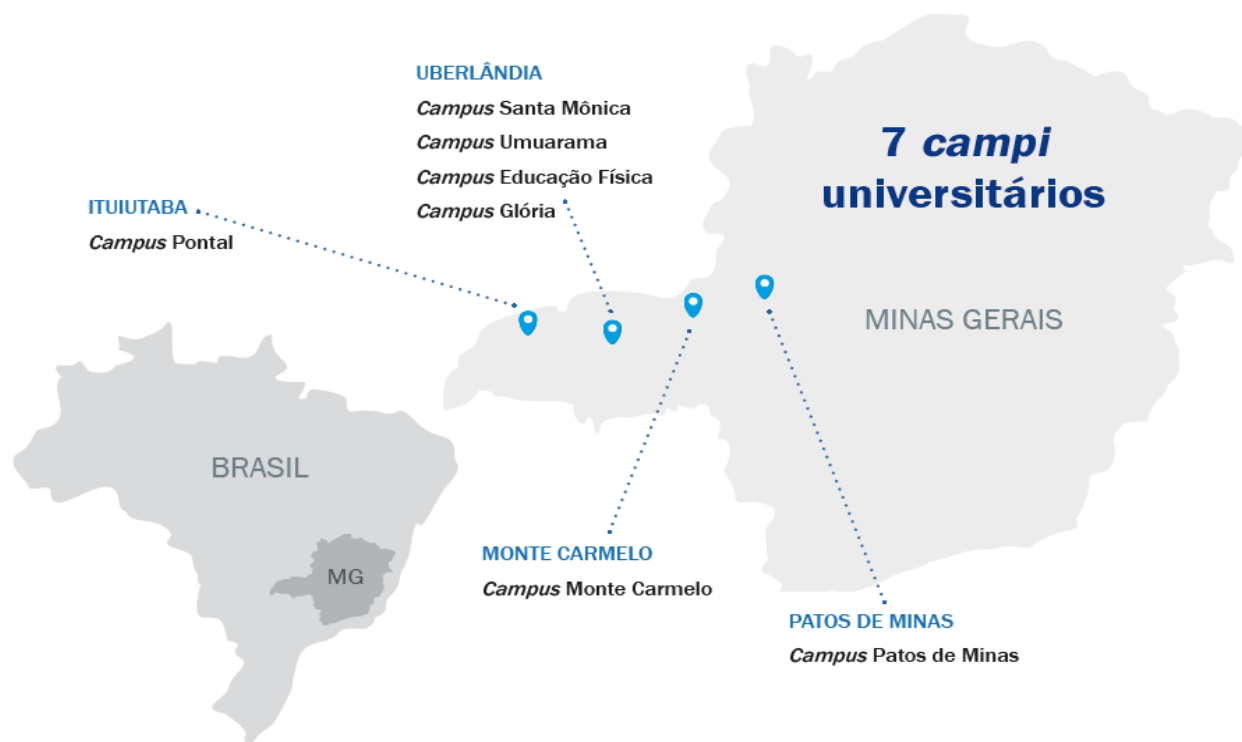 UBERLÂNDIA
Campus Santa Mônica
Campus Umuarama
Campus Educação Física
Campus Glória
7 campi
universitários
ITUIUTABA
Campus Pontal
MINAS GERAIS
BRASIL
MG
MONTE CARMELO
Campus Monte Carmelo
PATOS DE MINAS
Campus Patos de Minas